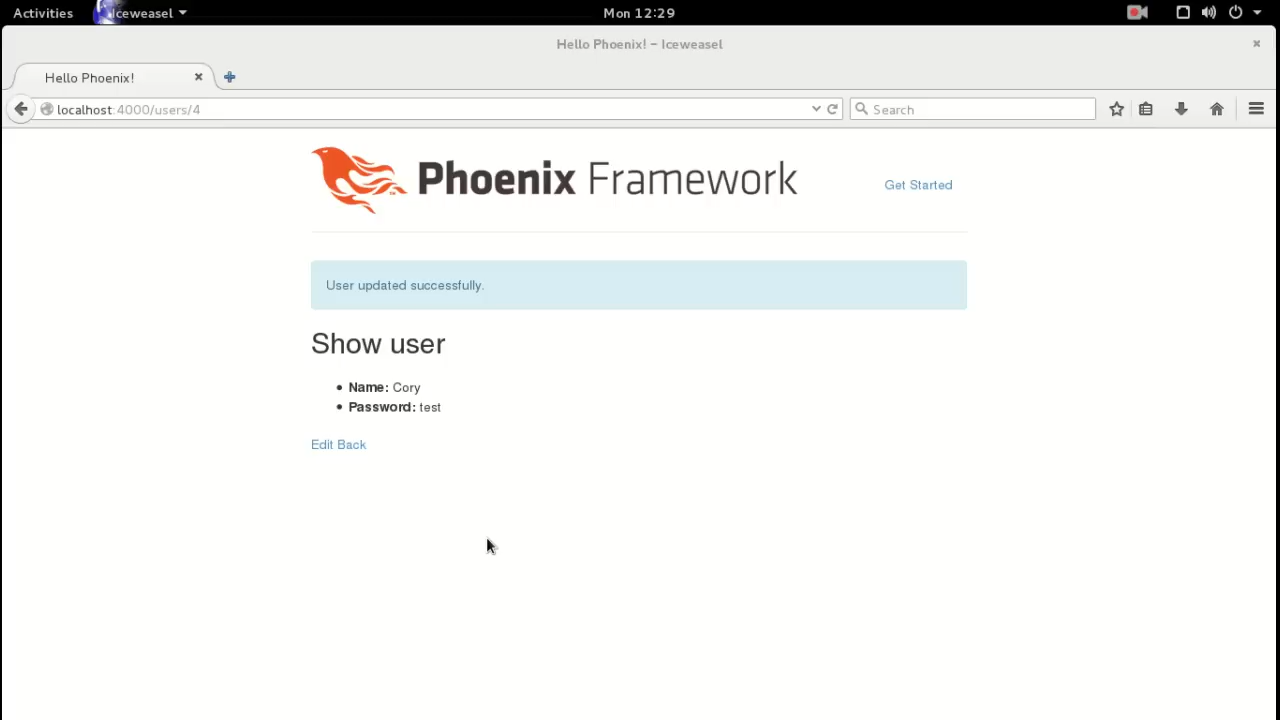 Activities Iceweasel Mon 12:29
Hello Phoenix! - Iceweasel
Hello Phoenix!
localhost:4000/users/4 Search
Phoenix Framework Get Started
User updated successfully.
Show user
• Name: Cory
• Password: test
Edit Back